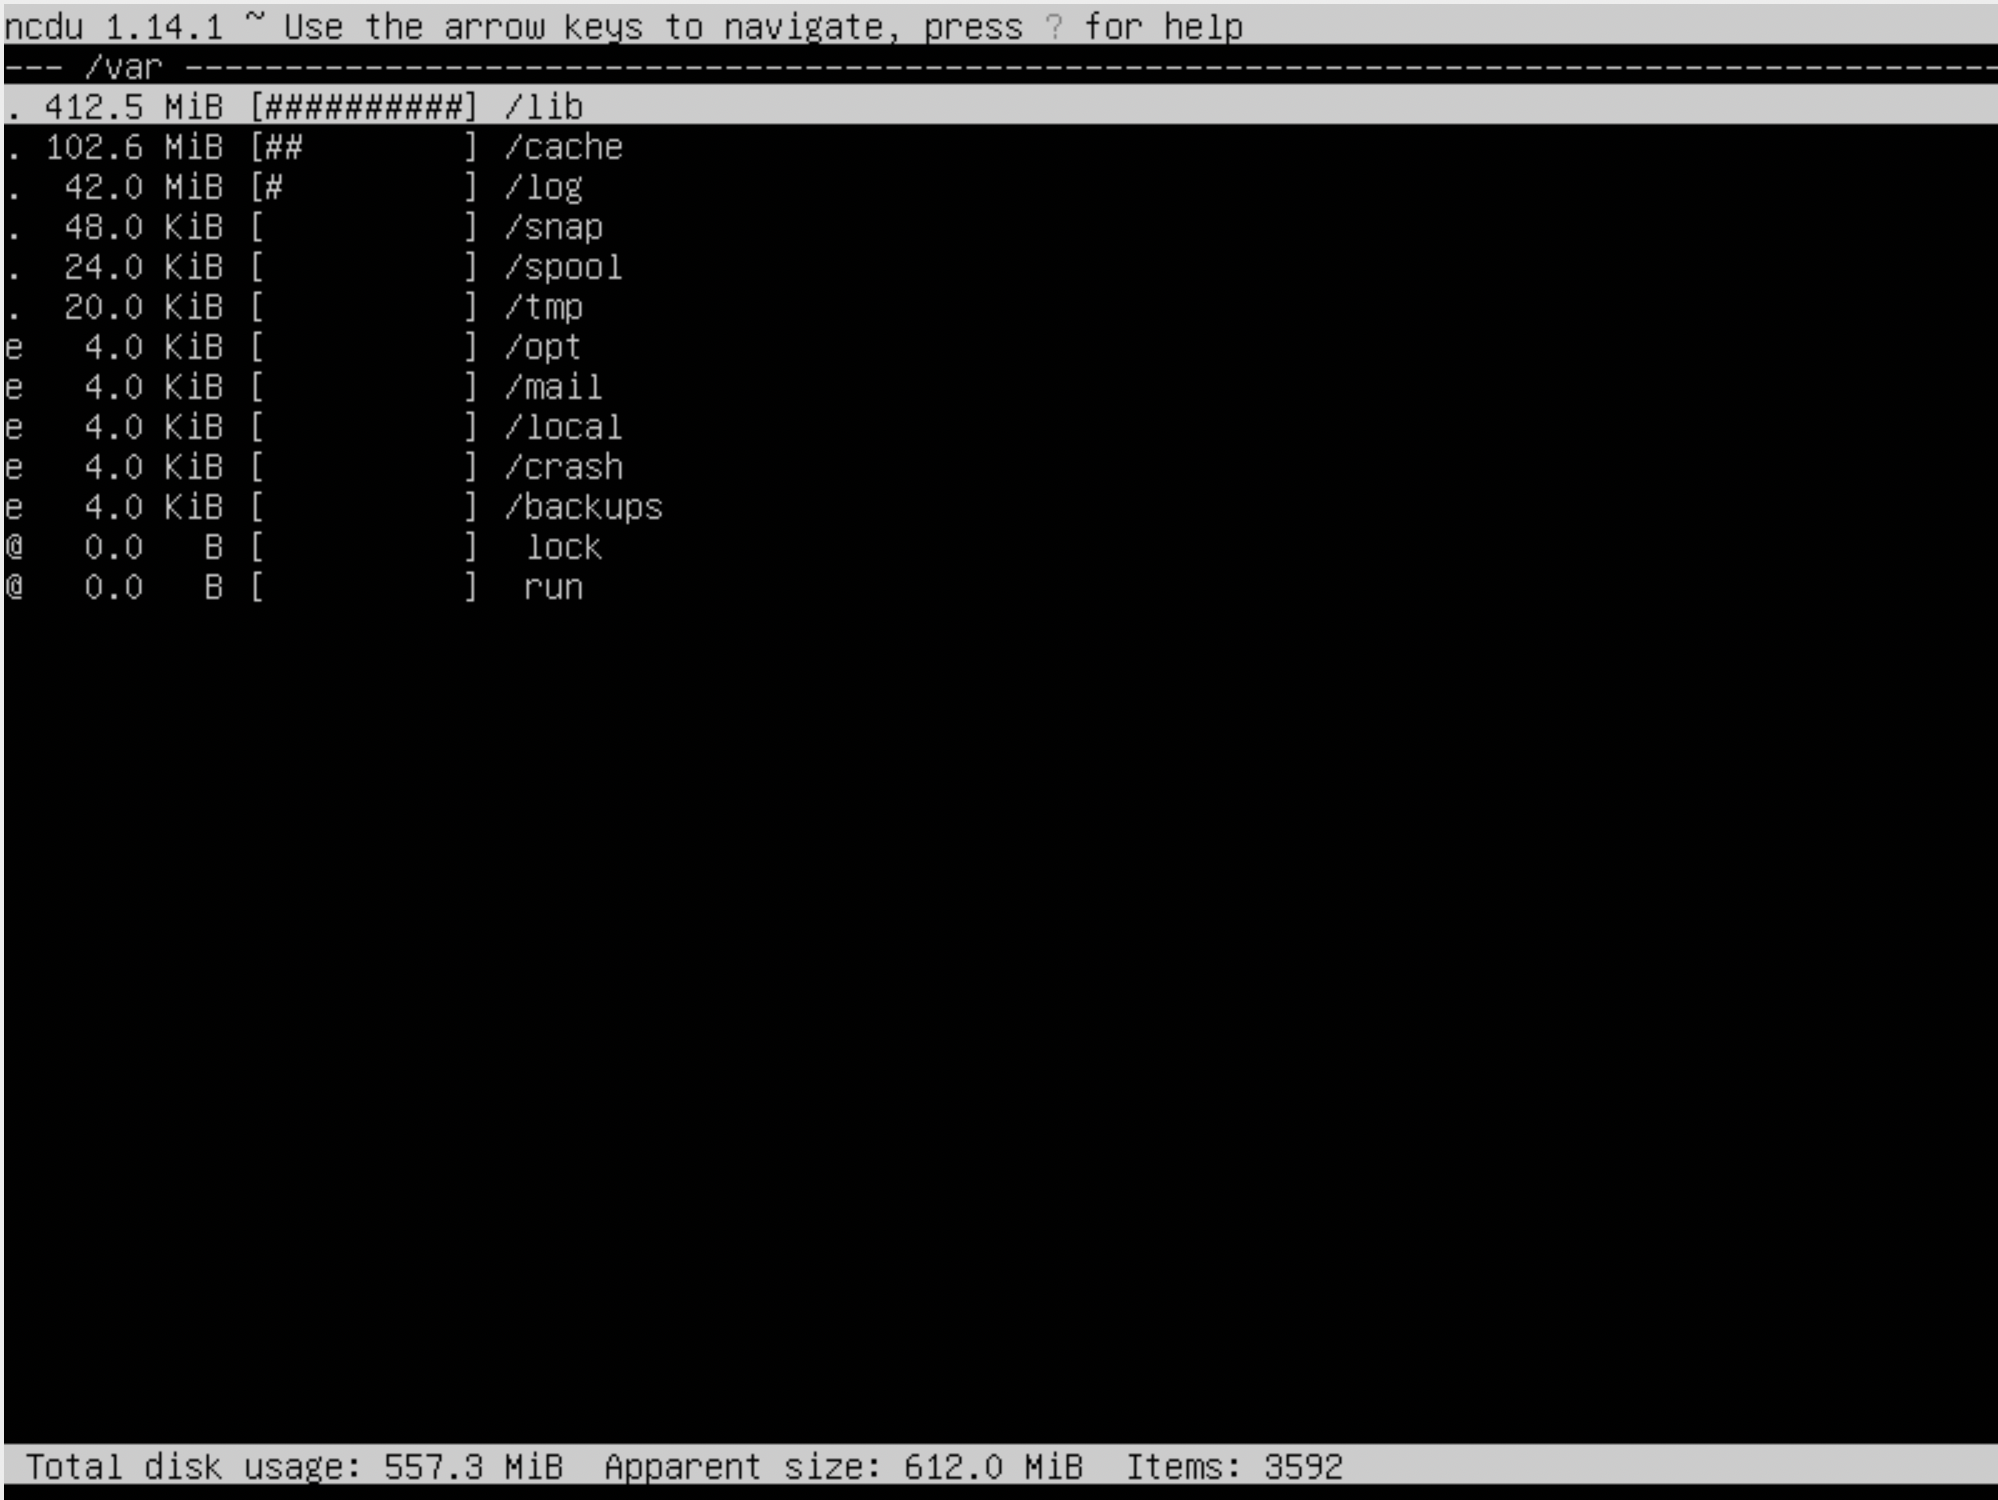 ncdu 1.14.1 ~ Use the arrow keys to navigate, press ? for help
--- /var -------------------------------------------------------------------------------------------
. 412.5 MiB [##########] /lib
. 102.6 MiB [##        ] /cache
.  42.0 MiB [#         ] /log
.  48.0 KiB [          ] /snap
.  24.0 KiB [          ] /spool
.  20.0 KiB [          ] /tmp
e   4.0 KiB [          ] /opt
e   4.0 KiB [          ] /mail
e   4.0 KiB [          ] /local
e   4.0 KiB [          ] /crash
e   4.0 KiB [          ] /backups
@   0.0   B [          ]  lock
@   0.0   B [          ]  run
Total disk usage: 557.3 MiB  Apparent size: 612.0 MiB  Items: 3592